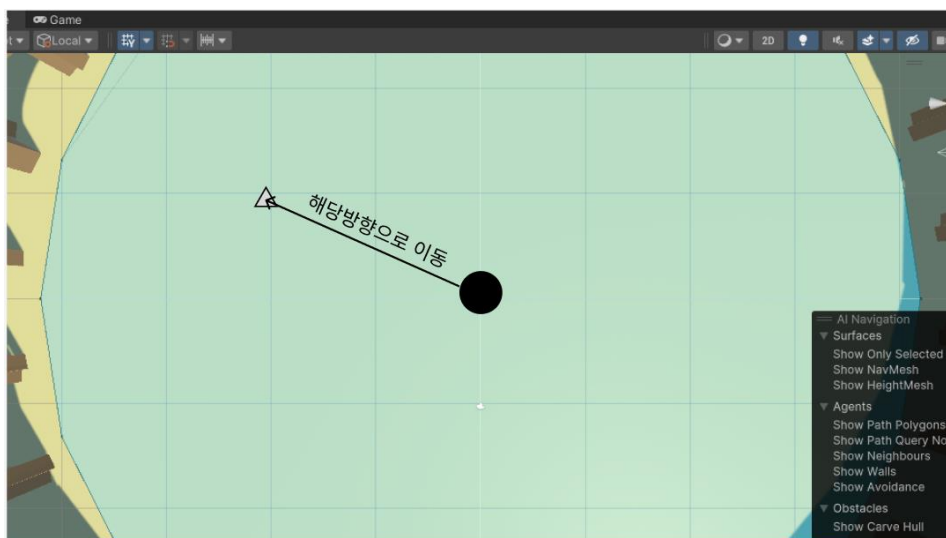 Game
Local
2D
해당방향으로 이동
AI Navigation
Surfaces
Show Only Selected
Show NavMesh
Show HeightMesh
Agents
Show Path Polygons
Show Path Query No
Show Neighbours
Show Walls
Show Avoidance
Obstacles
Show Carve Hull